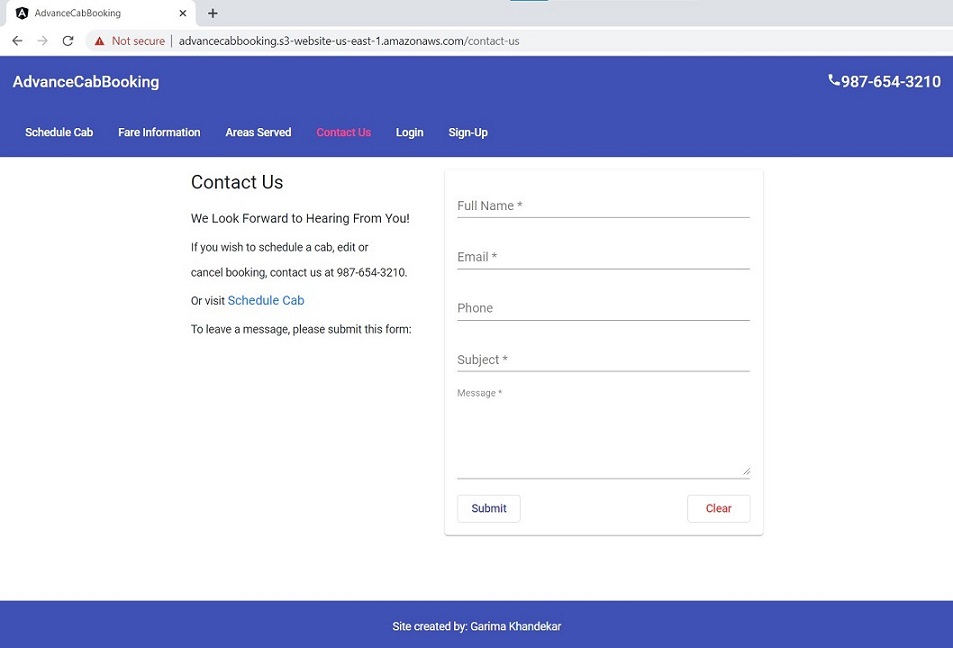 AdvanceCabBooking
Not secure | advancecabbooking.s3-website-us-east-1.amazonaws.com/contact-us
AdvanceCabBooking
987-654-3210
Schedule Cab
Fare Information
Areas Served
Contact Us
Login
Sign-Up
Contact Us
We Look Forward to Hearing From You!
If you wish to schedule a cab, edit or
cancel booking, contact us at 987-654-3210.
Or visit Schedule Cab
To leave a message, please submit this form:
Full Name *
Email *
Phone
Subject *
Message *
Submit
Clear
Site created by: Garima Khandekar